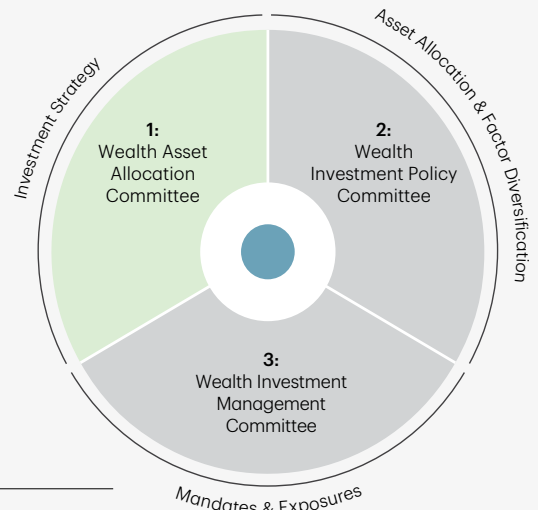 Investment Strategy
Asset Allocation & Factor Diversification
1:
Wealth Asset
Allocation
Committee
2:
Wealth
Investment Policy
Committee
3:
Wealth Investment
Management
Committee
Mandates & Exposures